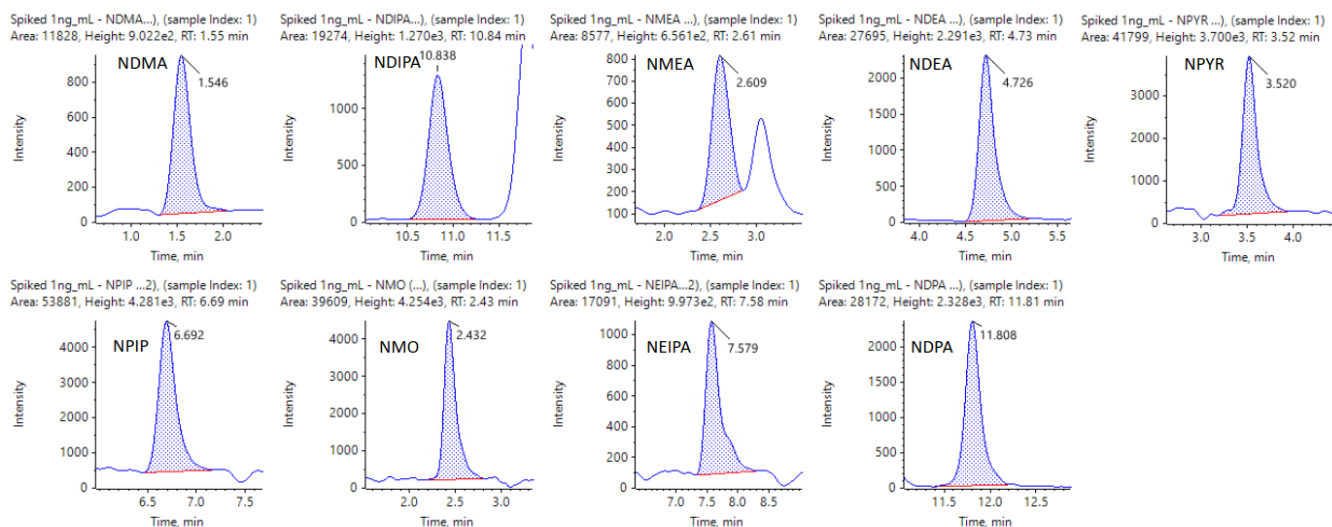 Spiked 1ng_mL - NDMA...), (sample Index: 1)
Area: 11828, Height: 9.022e2, RT: 1.55 min
NDMA
1.546
800
600
400
200
0
Intensity
1.0 1.5 2.0
Time, min
Spiked 1ng_mL - NDIPA...), (sample Index: 1)
Area: 19274, Height: 1.270e3, RT: 10.84 min
NDIPA
10.838
1000
500
0
Intensity
10.5 11.0 11.5
Time, min
Spiked 1ng_mL - NMEA ...), (sample Index: 1)
Area: 8577, Height: 6.561e2, RT: 2.61 min
NMEA
2.609
800
700
600
500
400
300
200
100
Intensity
2.0 2.5 3.0
Time, min
Spiked 1ng_mL - NDEA ...), (sample Index: 1)
Area: 27695, Height: 2.291e3, RT: 4.73 min
NDEA
4.726
2000
1500
1000
500
0
Intensity
4.0 4.5 5.0 5.5
Time, min
Spiked 1ng_mL - NPYR ...), (sample Index: 1)
Area: 41799, Height: 3.700e3, RT: 3.52 min
NPYR
3.520
3000
2000
1000
0
Intensity
3.0 3.5 4.0
Time, min
Spiked 1ng_mL - NPIP ...2), (sample Index: 1)
Area: 53881, Height: 4.281e3, RT: 6.69 min
NPIP
6.692
4000
3000
2000
1000
0
Intensity
6.5 7.0 7.5
Time, min
Spiked 1ng_mL - NMO (...), (sample Index: 1)
Area: 39609, Height: 4.254e3, RT: 2.43 min
NMO
2.432
4000
3000
2000
1000
0
Intensity
2.0 2.5 3.0
Time, min
Spiked 1ng_mL - NEIPA...2), (sample Index: 1)
Area: 17091, Height: 9.973e2, RT: 7.58 min
NEIPA
7.579
1000
800
600
400
200
0
Intensity
7.0 7.5 8.0 8.5
Time, min
Spiked 1ng_mL - NDPA ...), (sample Index: 1)
Area: 28172, Height: 2.328e3, RT: 11.81 min
NDPA
11.808
2000
1500
1000
500
0
Intensity
11.5 12.0 12.5
Time, min